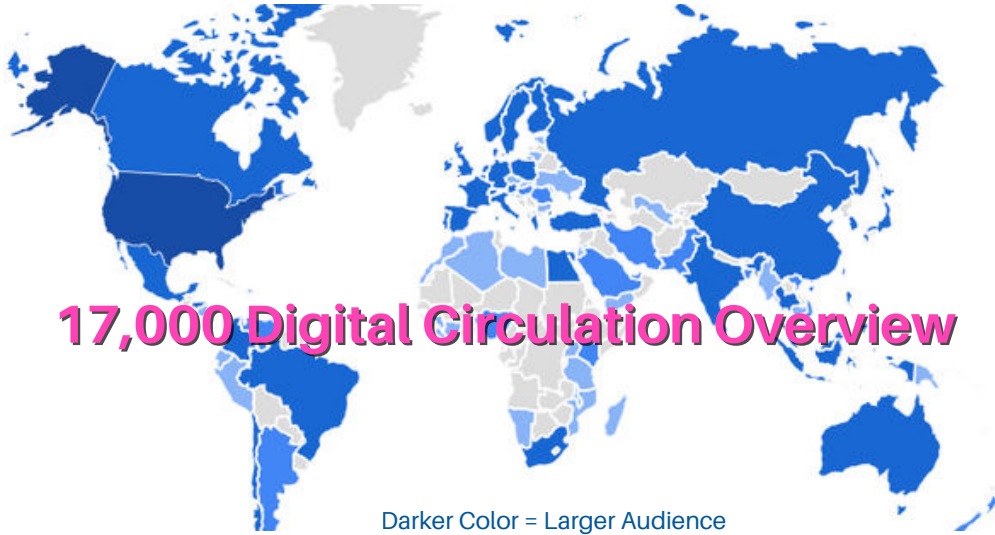 17,000 Digital Circulation Overview
Darker Color = Larger Audience